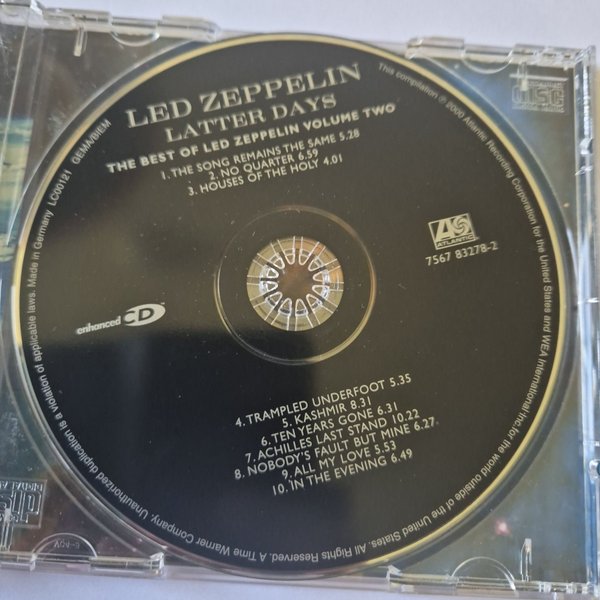 LED ZEPPELIN
LATTER DAYS
THE BEST OF LED ZEPPELIN VOLUME TWO
1. THE SONG REMAINS THE SAME 5.28
2. NO QUARTER 6.59
3. HOUSES OF THE HOLY 4.01
ATLANTIC
7567 83278-2
enhanced CD
4. TRAMPLED UNDERFOOT 5.35
5. KASHMIR 8.31
6. TEN YEARS GONE 6.31
7. ACHILLES LAST STAND 10.22
8. NOBODY'S FAULT BUT MINE 6.27
9. ALL MY LOVE 5.53
10. IN THE EVENING 6.49
This compilation ℗ 2000 Atlantic Recording Corporation for the United States and WEA International Inc. for the world outside of the United States. All Rights Reserved. A Time Warner Company. Unauthorized duplication is a violation of applicable laws. Made in Germany LC00121 GEMA/BIEM